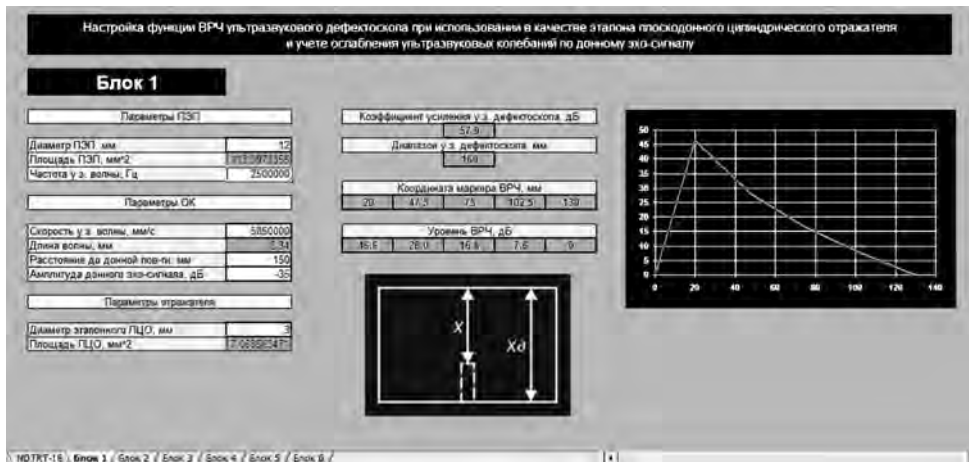 Настройка функции ВРЧ ультразвукового дефектоскопа при использовании в качестве эталона плоскодонного цилиндрического отражателя
и учете ослабления ультразвуковых колебаний по донному эхо-сигналу
Блок 1
Параметры ПЭП
Диаметр ПЭП, мм 12
Площадь ПЭП, мм^2
Частота у.з. волны, Гц 2500000
Параметры ОК
Скорость у.з. волны, мм/с 5850000
Длина волны, мм 2,34
Расстояние до донной пов-ти, мм 150
Амплитуда донного эхо-сигнала, дБ -35
Параметры отражателя
Диаметр эталонного ПЦО, мм 3
Площадь ПЦО, мм^2
Коэффициент усиления у.з. дефектоскопа, дБ
57,9
Диапазон у.з. дефектоскопа, мм
160
Координата маркера ВРЧ, мм
20 47,5 75 102,5 130
Уровень ВРЧ, дБ
28,0 16,6 7,6 0
X
Xд
50
45
40
35
30
25
20
15
10
5
0
0 20 40 60 80 100 120 140
NDTRT-16 Блок 1 Блок 2 Блок 3 Блок 4 Блок 5 Блок 6